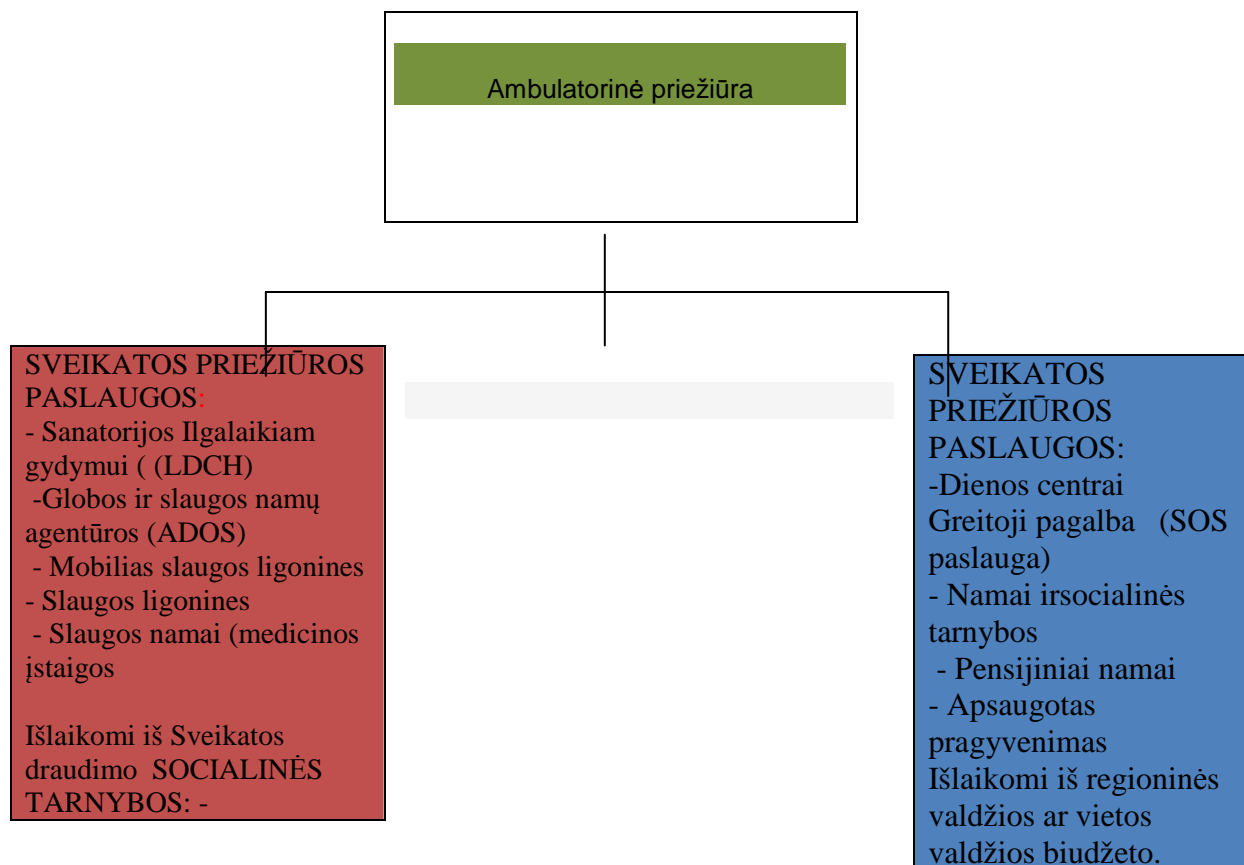 Ambulatorinė priežiūra
SVEIKATOS PRIEŽIŪROS
PASLAUGOS:
- Sanatorijos Ilgalaikiam
gydymui ( (LDCH)
-Globos ir slaugos namų
agentūros (ADOS)
- Mobilias slaugos ligonines
- Slaugos ligonines
- Slaugos namai (medicinos
įstaigos
Išlaikomi iš Sveikatos
draudimo SOCIALINĖS
TARNYBOS: -
SVEIKATOS
PRIEŽIŪROS
PASLAUGOS:
-Dienos centrai
Greitoji pagalba (SOS
paslauga)
- Namai irsocialinės
tarnybos
- Pensijiniai namai
- Apsaugotas
pragyvenimas
Išlaikomi iš regioninės
valdžios ar vietos
valdžios biudžeto.